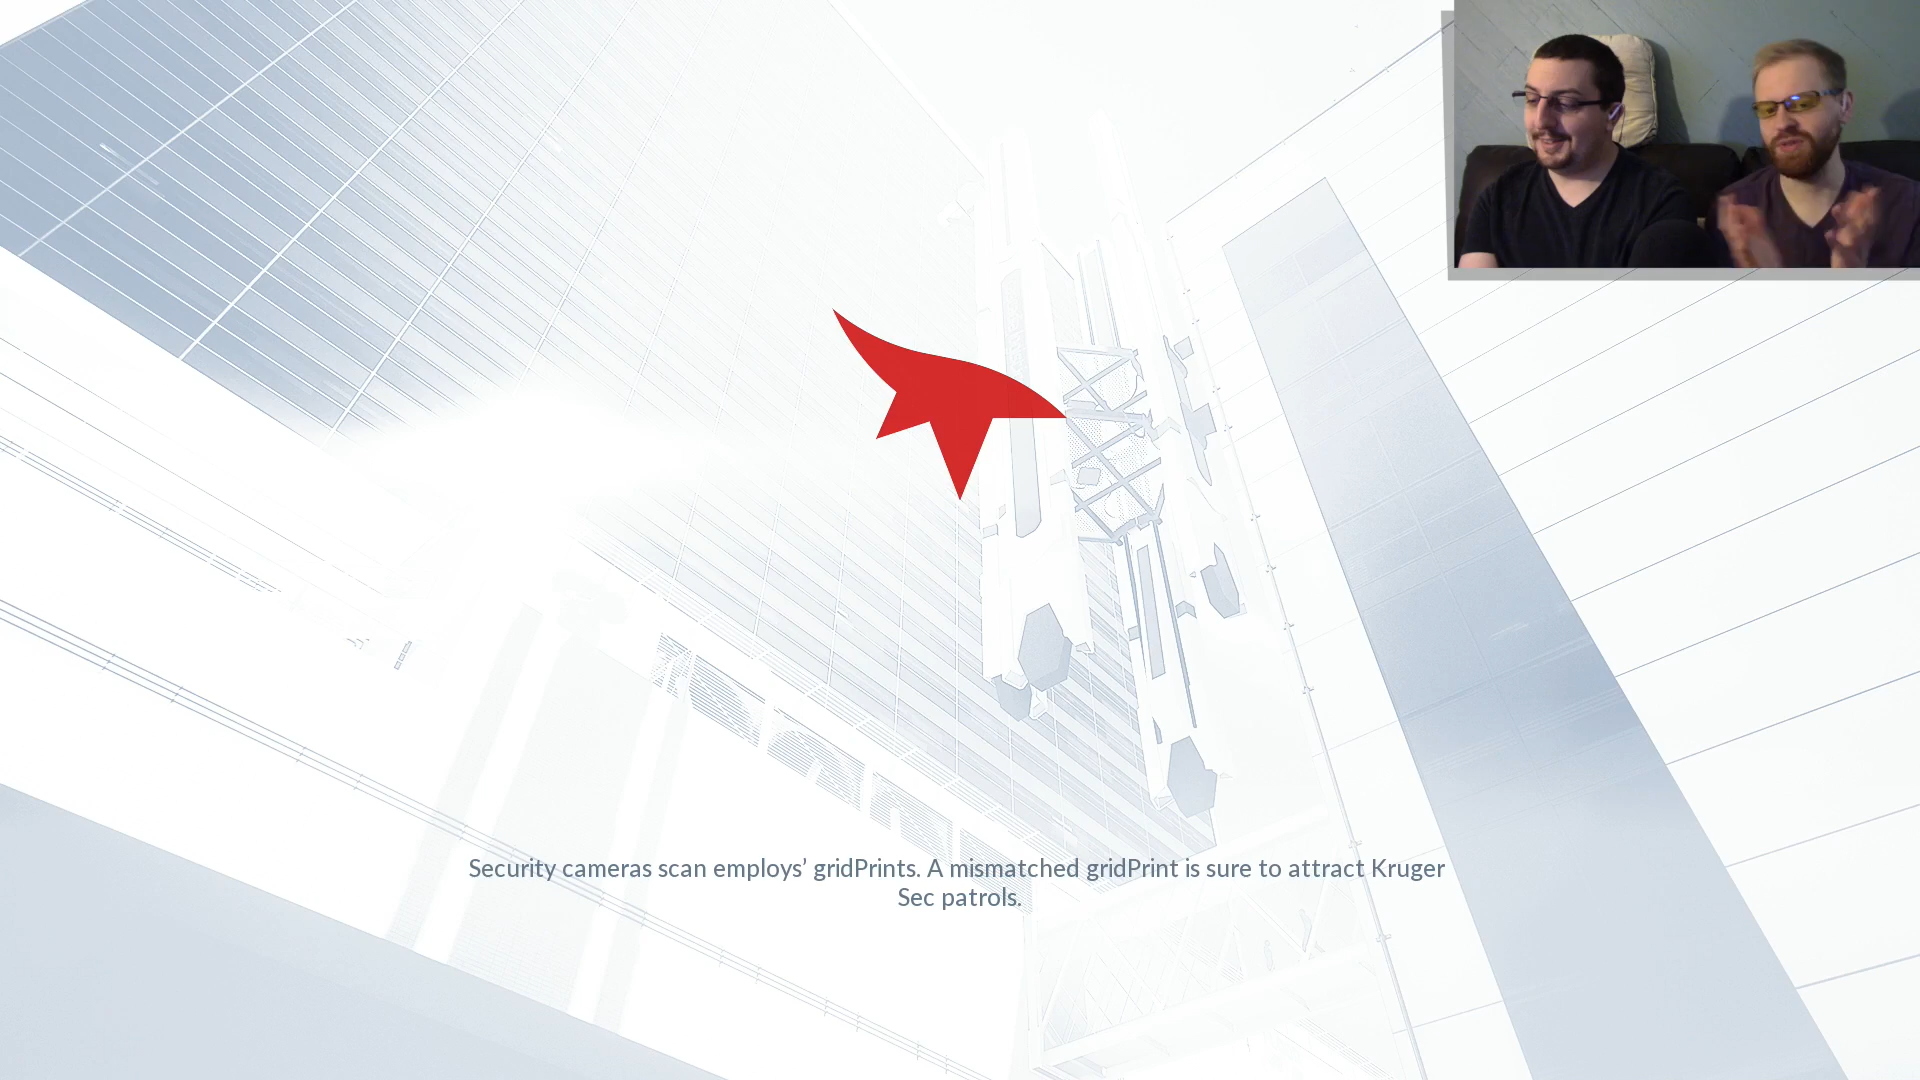 Security cameras scan employs’ gridPrints. A mismatched gridPrint is sure to attract Kruger
Sec patrols.